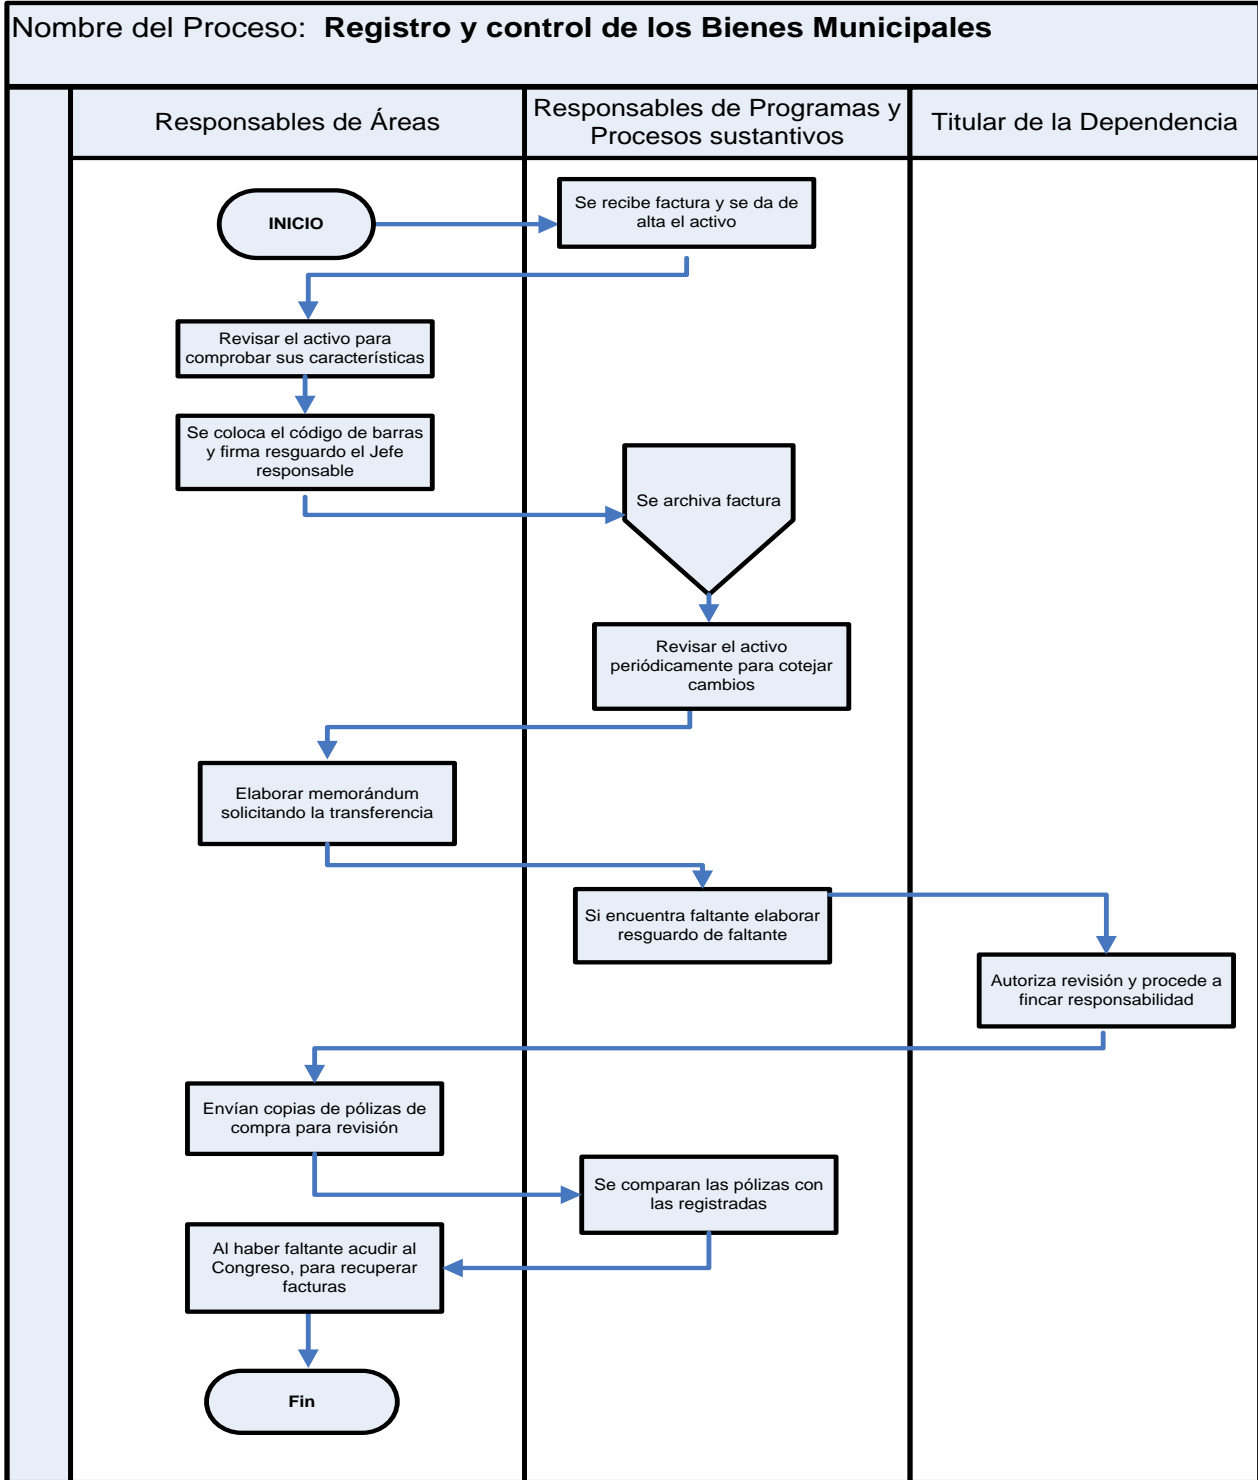 Nombre del Proceso: Registro y control de los Bienes Municipales
Responsables de Áreas
Responsables de Programas y
Procesos sustantivos
Titular de la Dependencia
INICIO
Se recibe factura y se da de
alta el activo
Revisar el activo para
comprobar sus características
Se coloca el código de barras
y firma resguardo el Jefe
responsable
Se archiva factura
Revisar el activo
periódicamente para cotejar
cambios
Elaborar memorándum
solicitando la transferencia
Si encuentra faltante elaborar
resguardo de faltante
Autoriza revisión y procede a
fincar responsabilidad
Envían copias de pólizas de
compra para revisión
Se comparan las pólizas con
las registradas
Al haber faltante acudir al
Congreso, para recuperar
facturas
Fin